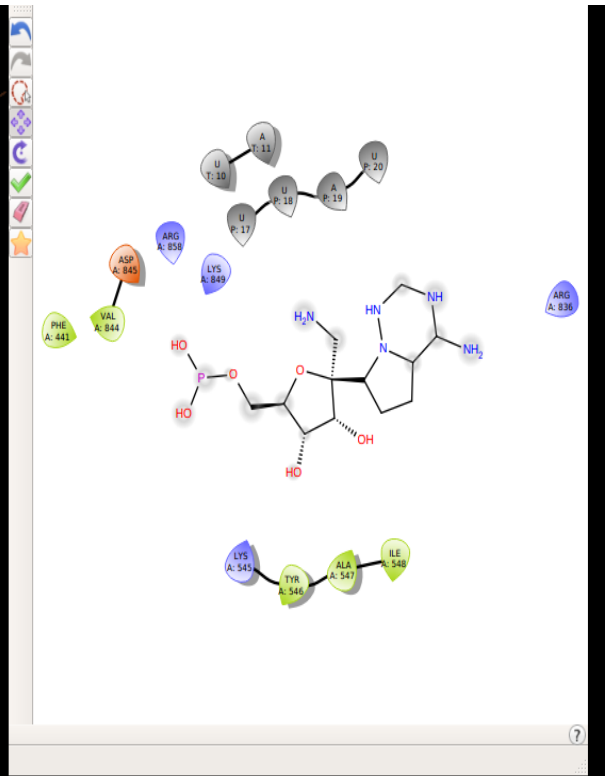 A
T: 11
U
T: 10
U
P: 20
A
P: 19
U
P: 18
U
P: 17
ARG
A: 858
ASP
A: 845
LYS
A: 849
VAL
A: 844
PHE
A: 441
ARG
A: 836
NH
HN
N
NH2
H2N
HO
P
O
HO
O
OH
HO
LYS
A: 545
TYR
A: 546
ALA
A: 547
ILE
A: 548
?